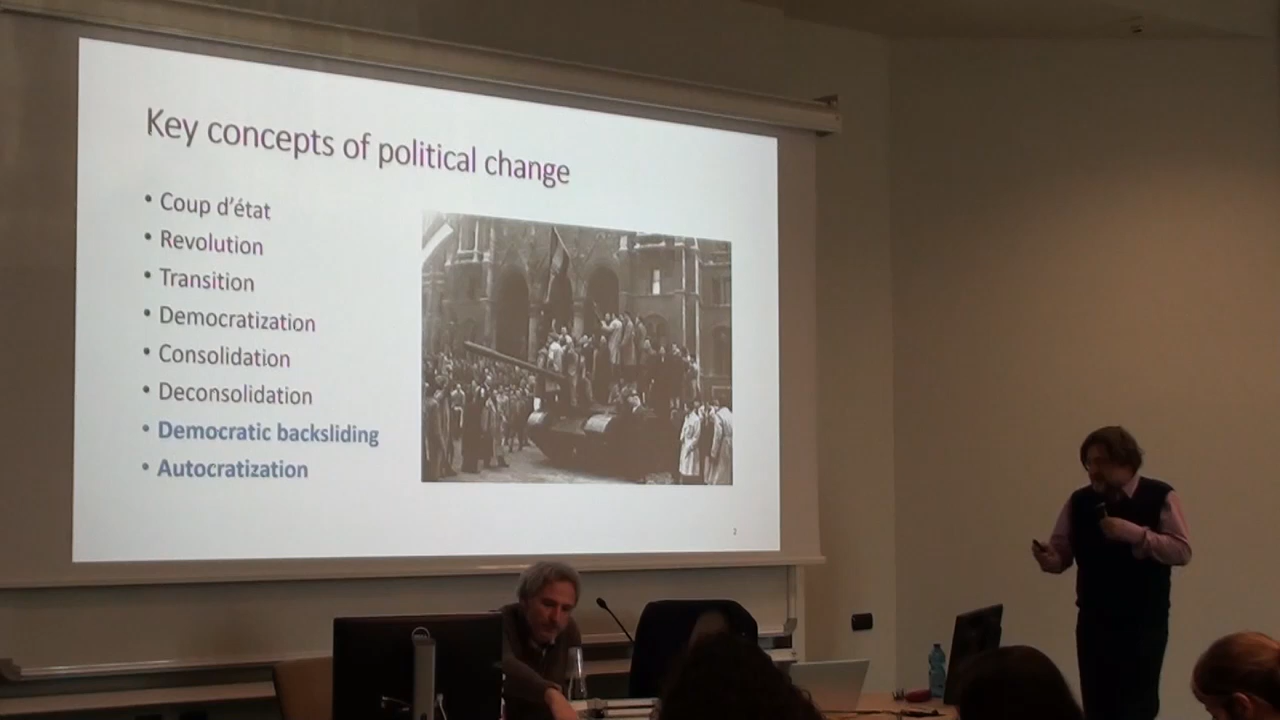 Key concepts of political change
• Coup d'état
• Revolution
• Transition
• Democratization
• Consolidation
• Deconsolidation
• Democratic backsliding
• Autocratization
2